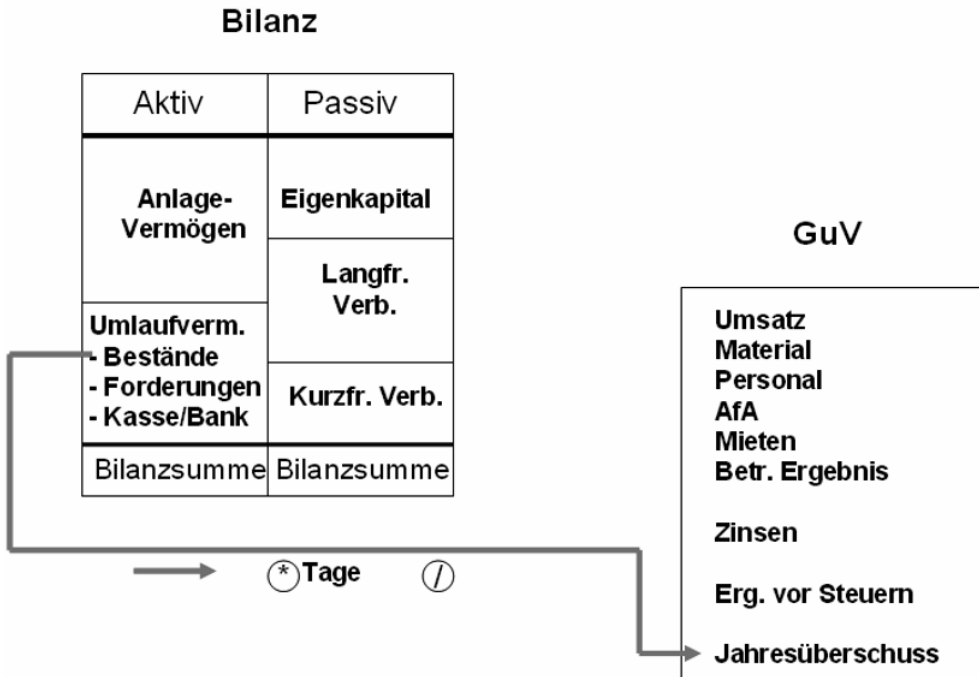 Bilanz
Aktiv Passiv
Anlage-
Vermögen
Eigenkapital
Langfr.
Verb.
Umlaufverm.
- Bestände
- Forderungen
- Kasse/Bank
Kurzfr. Verb.
Bilanzsumme Bilanzsumme
* Tage /
GuV
Umsatz
Material
Personal
AfA
Mieten
Betr. Ergebnis
Zinsen
Erg. vor Steuern
Jahresüberschuss